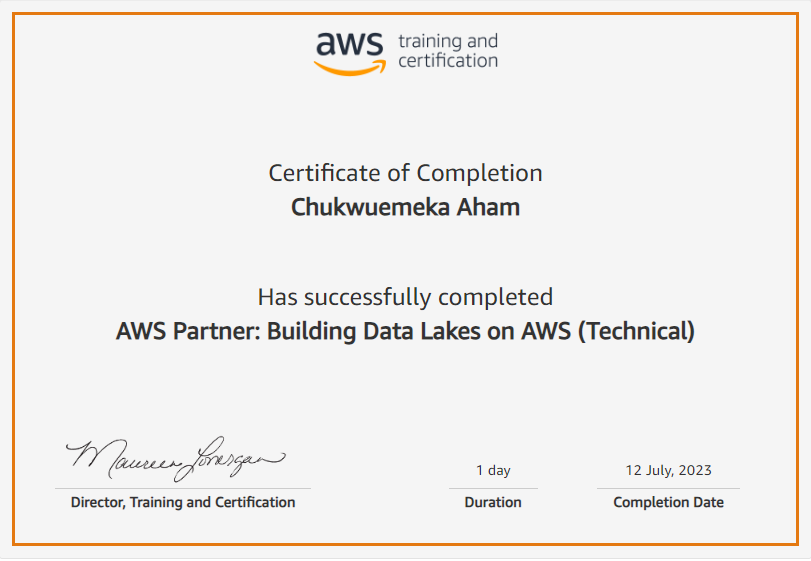 aws training and
certification
Certificate of Completion
Chukwuemeka Aham
Has successfully completed
AWS Partner: Building Data Lakes on AWS (Technical)
Maureen Lonergan
Director, Training and Certification
1 day
Duration
12 July, 2023
Completion Date